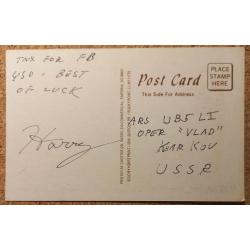 TNX FOR FB
QSO - BEST
OF LUCK
Harry
Post Card
This Side For Address
PLACE
STAMP
HERE
ARS UB5LI
OPER "VLAD"
KHARKOV
USSR